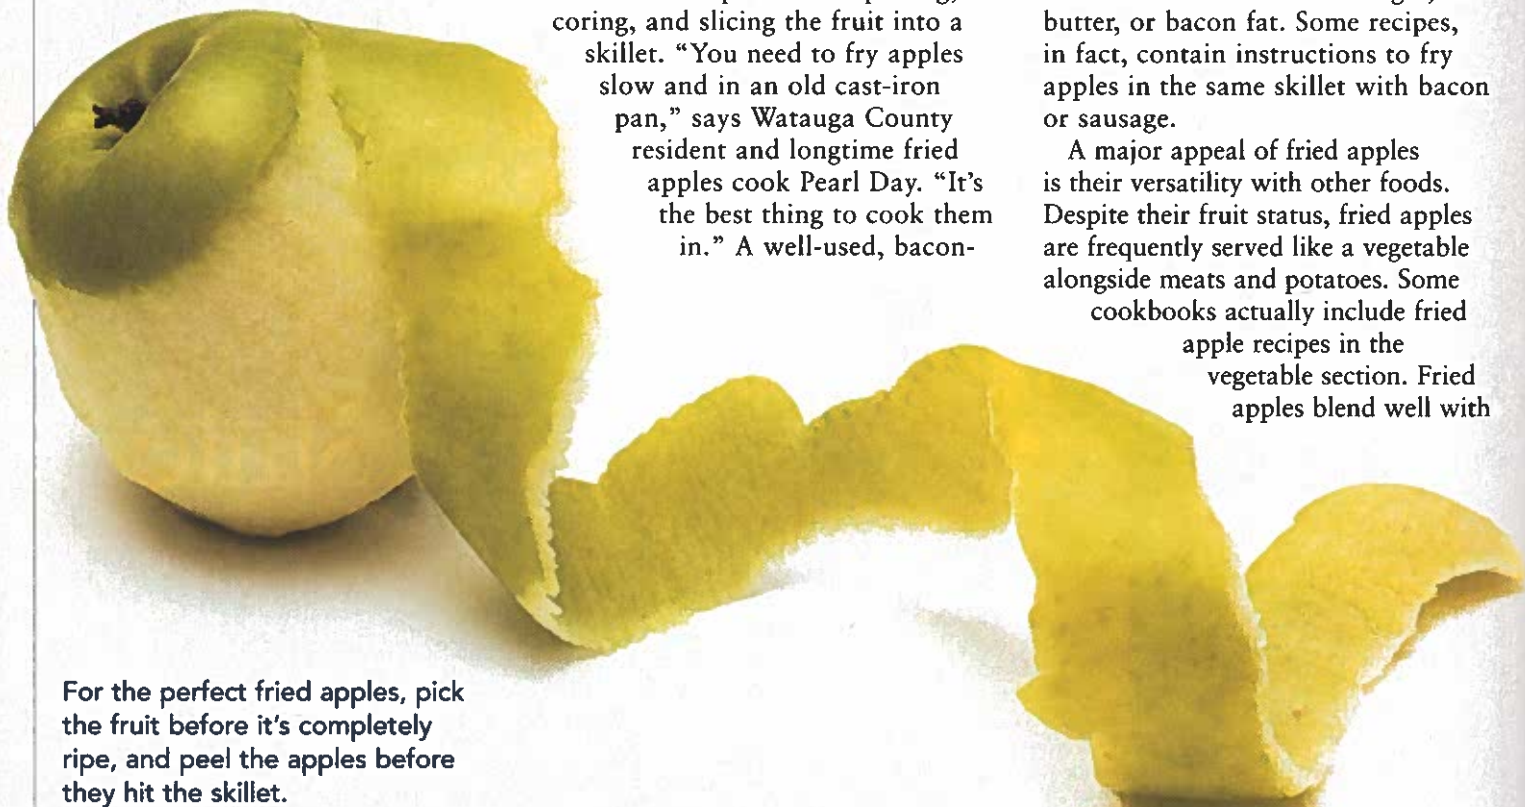 coring, and slicing the fruit into a
skillet. “You need to fry apples
slow and in an old cast-iron
pan,” says Watauga County
resident and longtime fried
apples cook Pearl Day. “It’s
the best thing to cook them
in.” A well-used, bacon-
butter, or bacon fat. Some recipes,
in fact, contain instructions to fry
apples in the same skillet with bacon
or sausage.
A major appeal of fried apples
is their versatility with other foods.
Despite their fruit status, fried apples
are frequently served like a vegetable
alongside meats and potatoes. Some
cookbooks actually include fried
apple recipes in the
vegetable section. Fried
apples blend well with
For the perfect fried apples, pick
the fruit before it's completely
ripe, and peel the apples before
they hit the skillet.